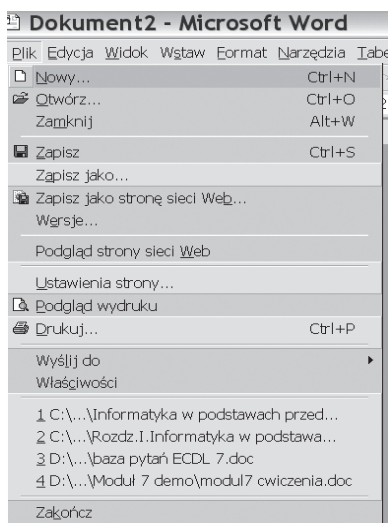 Dokument2 - Microsoft Word
Plik Edycja Widok Wstaw Format Narzędzia Tabe
Nowy... Ctrl+N
Otwórz... Ctrl+O
Zamknij Alt+W
Zapisz Ctrl+S
Zapisz jako...
Zapisz jako stronę sieci Web...
Wersje...
Podgląd strony sieci Web
Ustawienia strony...
Podgląd wydruku
Drukuj... Ctrl+P
Wyślij do
Właściwości
1 C:\...\Informatyka w podstawach przed...
2 C:\...\Rozdz.I.Informatyka w podstawa...
3 D:\...\baza pytań ECDL 7.doc
4 D:\...\Moduł 7 demo\modul7 cwiczenia.doc
Zakończ